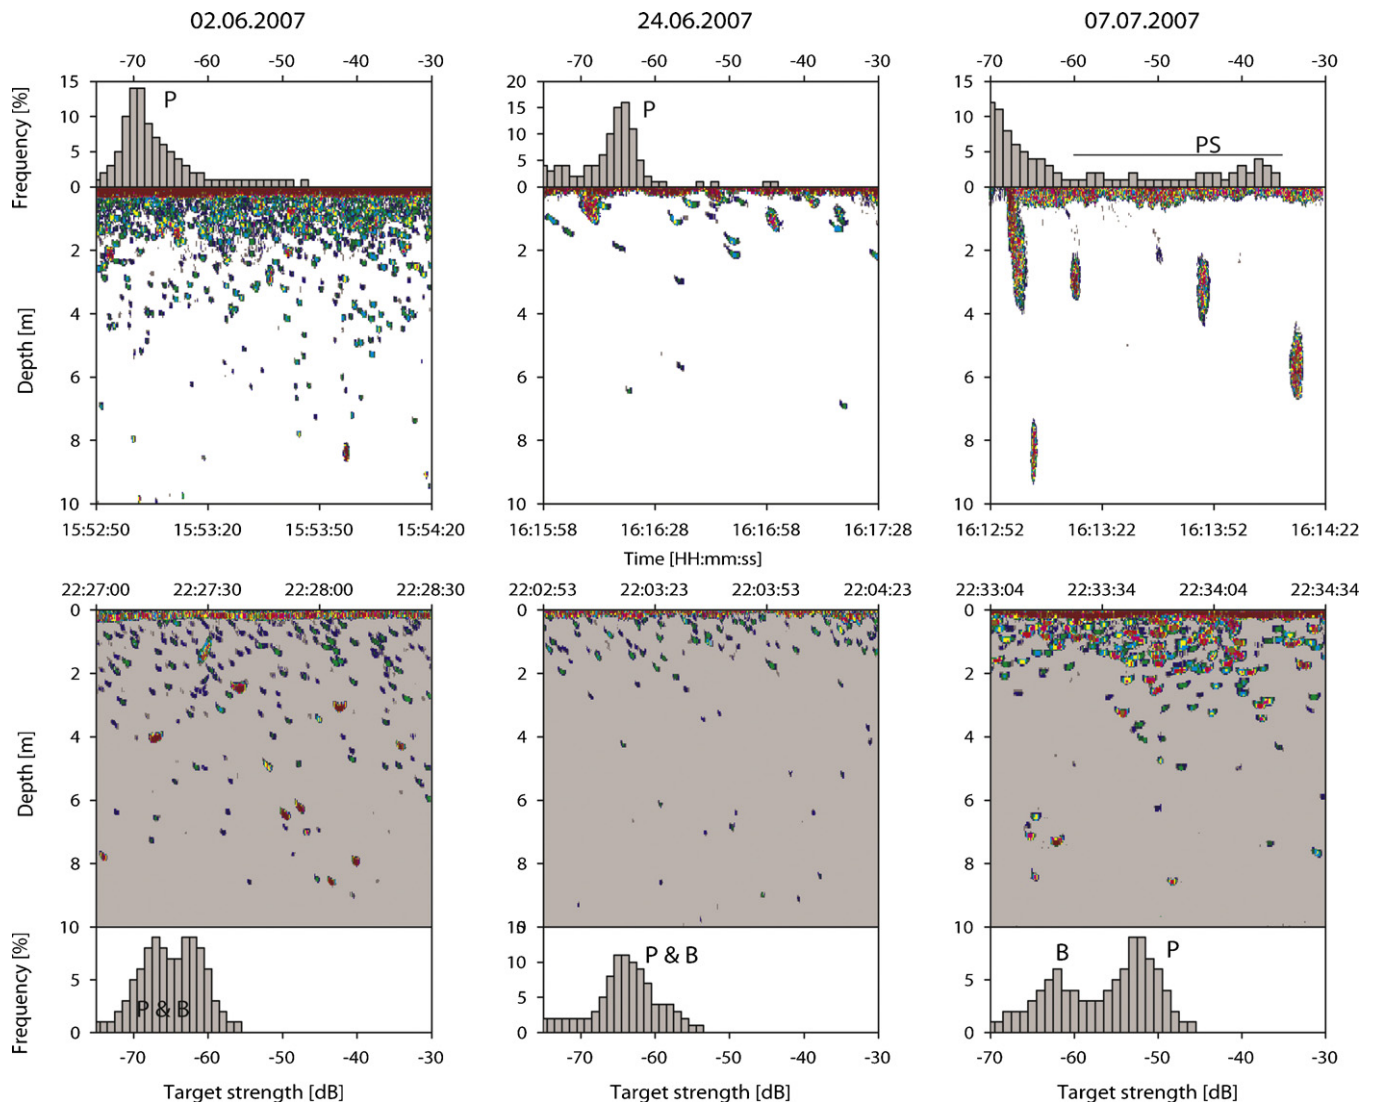 02.06.2007 24.06.2007 07.07.2007
-70 -60 -50 -40 -30 -70 -60 -50 -40 -30 -70 -60 -50 -40 -30
Frequency [%]
15 10 5 0
P
20 15 10 5 0
P
15 10 5 0
PS
Depth [m]
2 4 6 8 10
2 4 6 8 10
2 4 6 8 10
15:52:50 15:53:20 15:53:50 15:54:20 16:15:58 16:16:28 16:16:58 16:17:28 16:12:52 16:13:22 16:13:52 16:14:22
Time [HH:mm:ss]
22:27:00 22:27:30 22:28:00 22:28:30 22:02:53 22:03:23 22:03:53 22:04:23 22:33:04 22:33:34 22:34:04 22:34:34
Depth [m]
0 2 4 6 8 10
0 2 4 6 8
0 2 4 6 8 10
Frequency [%]
5 0
P & B
10 5 0
P & B
5 0
B P
-70 -60 -50 -40 -30 -70 -60 -50 -40 -30 -70 -60 -50 -40 -30
Target strength [dB] Target strength [dB] Target strength [dB]